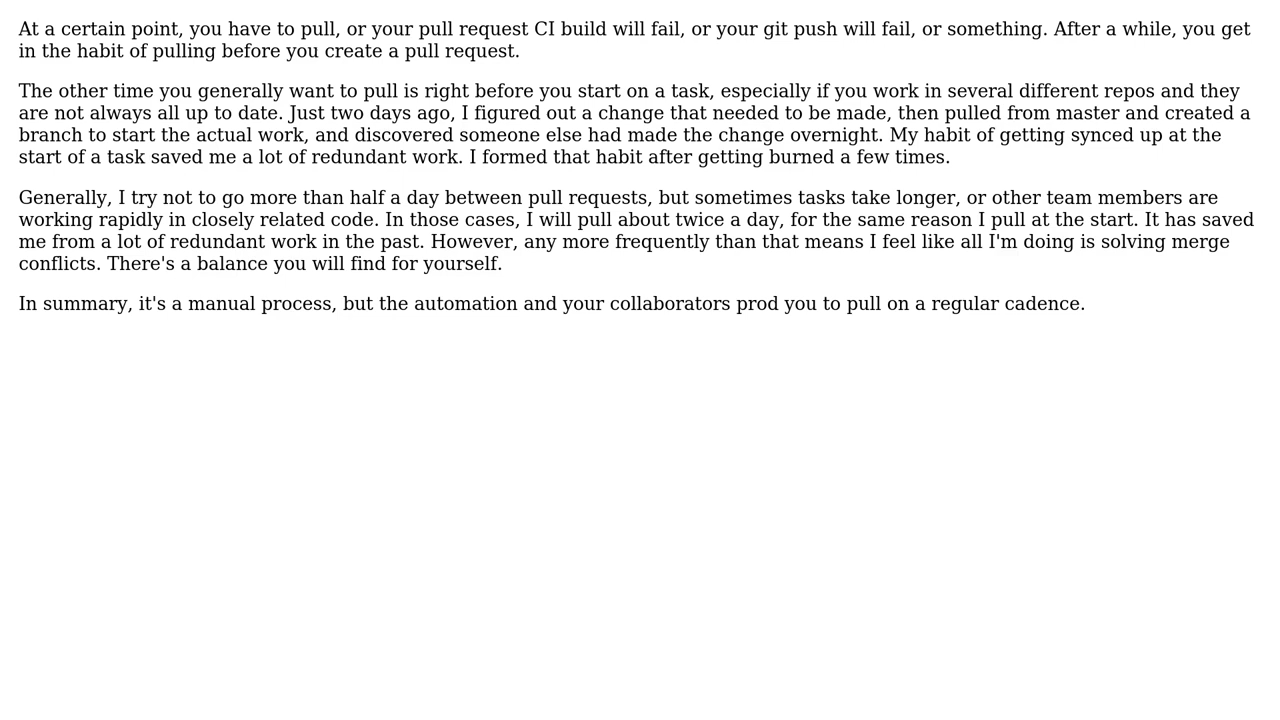 At a certain point, you have to pull, or your pull request CI build will fail, or your git push will fail, or something. After a while, you get
in the habit of pulling before you create a pull request.
The other time you generally want to pull is right before you start on a task, especially if you work in several different repos and they
are not always all up to date. Just two days ago, I figured out a change that needed to be made, then pulled from master and created a
branch to start the actual work, and discovered someone else had made the change overnight. My habit of getting synced up at the
start of a task saved me a lot of redundant work. I formed that habit after getting burned a few times.
Generally, I try not to go more than half a day between pull requests, but sometimes tasks take longer, or other team members are
working rapidly in closely related code. In those cases, I will pull about twice a day, for the same reason I pull at the start. It has saved
me from a lot of redundant work in the past. However, any more frequently than that means I feel like all I'm doing is solving merge
conflicts. There's a balance you will find for yourself.
In summary, it's a manual process, but the automation and your collaborators prod you to pull on a regular cadence.